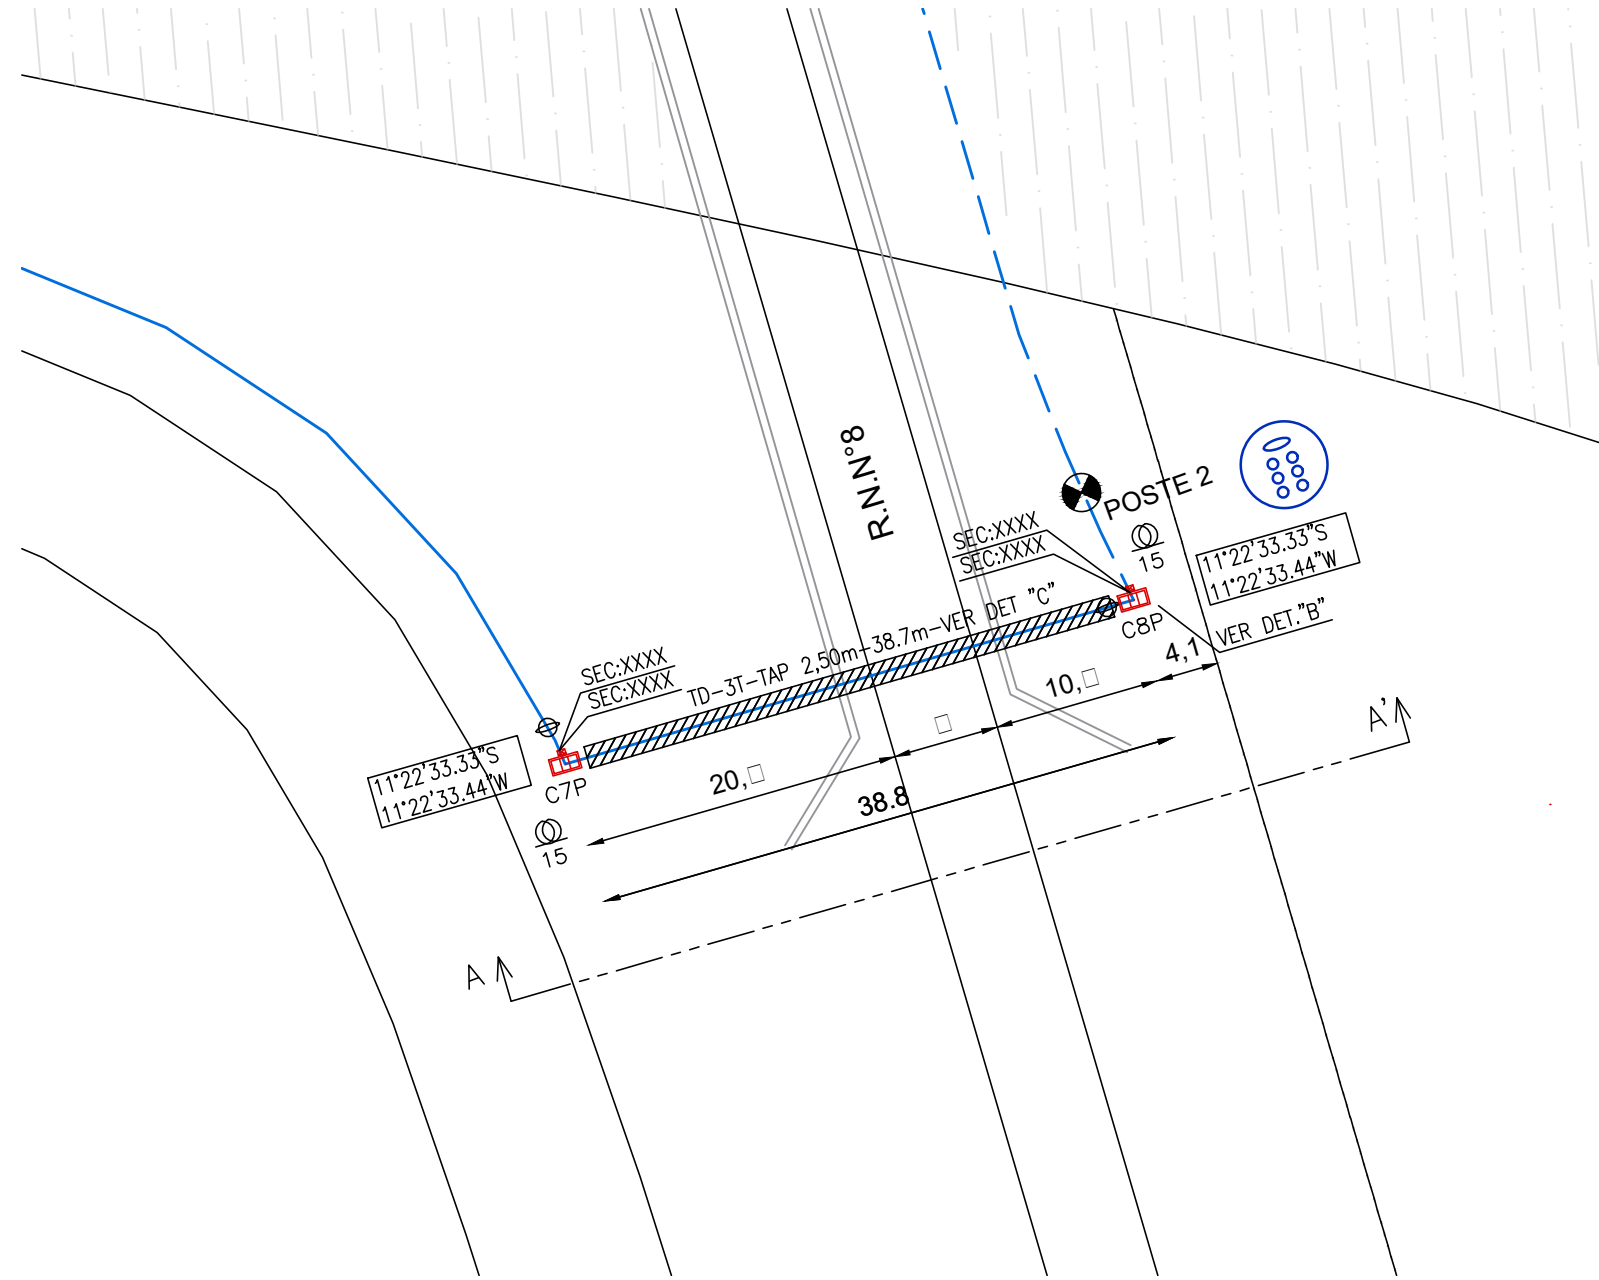 R.N.N°8
POSTE 2
15
SEC:XXXX
SEC:XXXX
11°22'33.33"S
11°22'33.44"W
TD-3T-TAP 2,50m-38.7m-VER DET "C"
C8P
VER DET."B"
4,1
10,□
□
20,□
38.8
SEC:XXXX
SEC:XXXX
11°22'33.33"S
11°22'33.44"W
C7P
15
A'
A